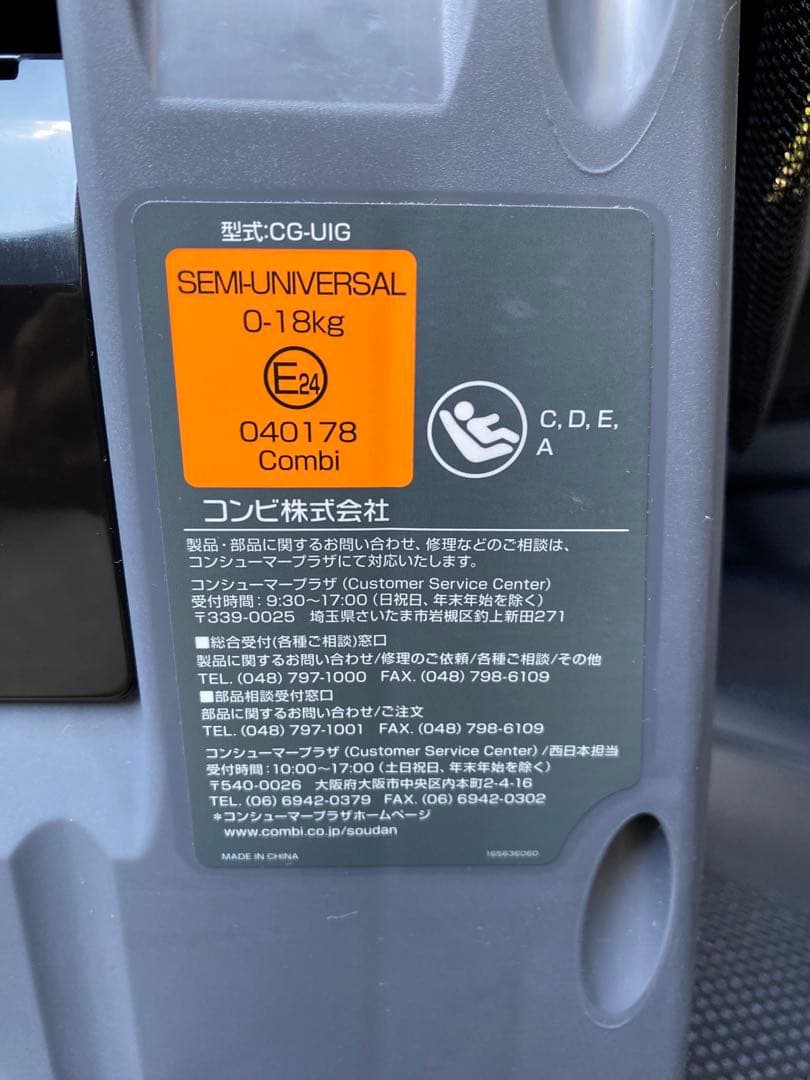 型式:CG-UIG
SEMI-UNIVERSAL
0-18kg
E24
040178
Combi
C, D, E,
A
コンビ株式会社
製品・部品に関するお問い合わせ、修理などのご相談は、
コンシューマープラザにて対応いたします。
コンシューマープラザ (Customer Service Center)
受付時間：9:30～17:00（日祝日、年末年始を除く）
〒339-0025 埼玉県さいたま市岩槻区釣上新田271
■総合受付(各種ご相談)窓口
製品に関するお問い合わせ/修理のご依頼/各種ご相談/その他
TEL. (048) 797-1000 FAX. (048) 798-6109
■部品相談受付窓口
部品に関するお問い合わせ/ご注文
TEL. (048) 797-1001 FAX. (048) 798-6109
コンシューマープラザ (Customer Service Center) /西日本担当
受付時間：10:00～17:00（土日祝日、年末年始を除く）
〒540-0026 大阪府大阪市中央区内本町2-4-16
TEL. (06) 6942-0379 FAX. (06) 6942-0302
＊コンシューマープラザホームページ
www.combi.co.jp/soudan
MADE IN CHINA 165636060